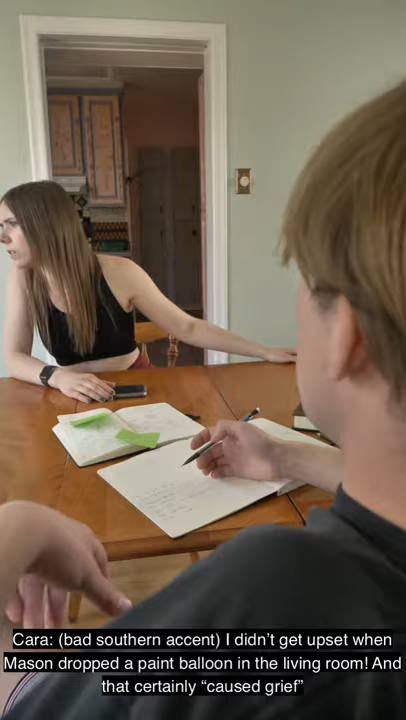 Cara: (bad southern accent) I didn’t get upset when
Mason dropped a paint balloon in the living room! And
that certainly “caused grief”